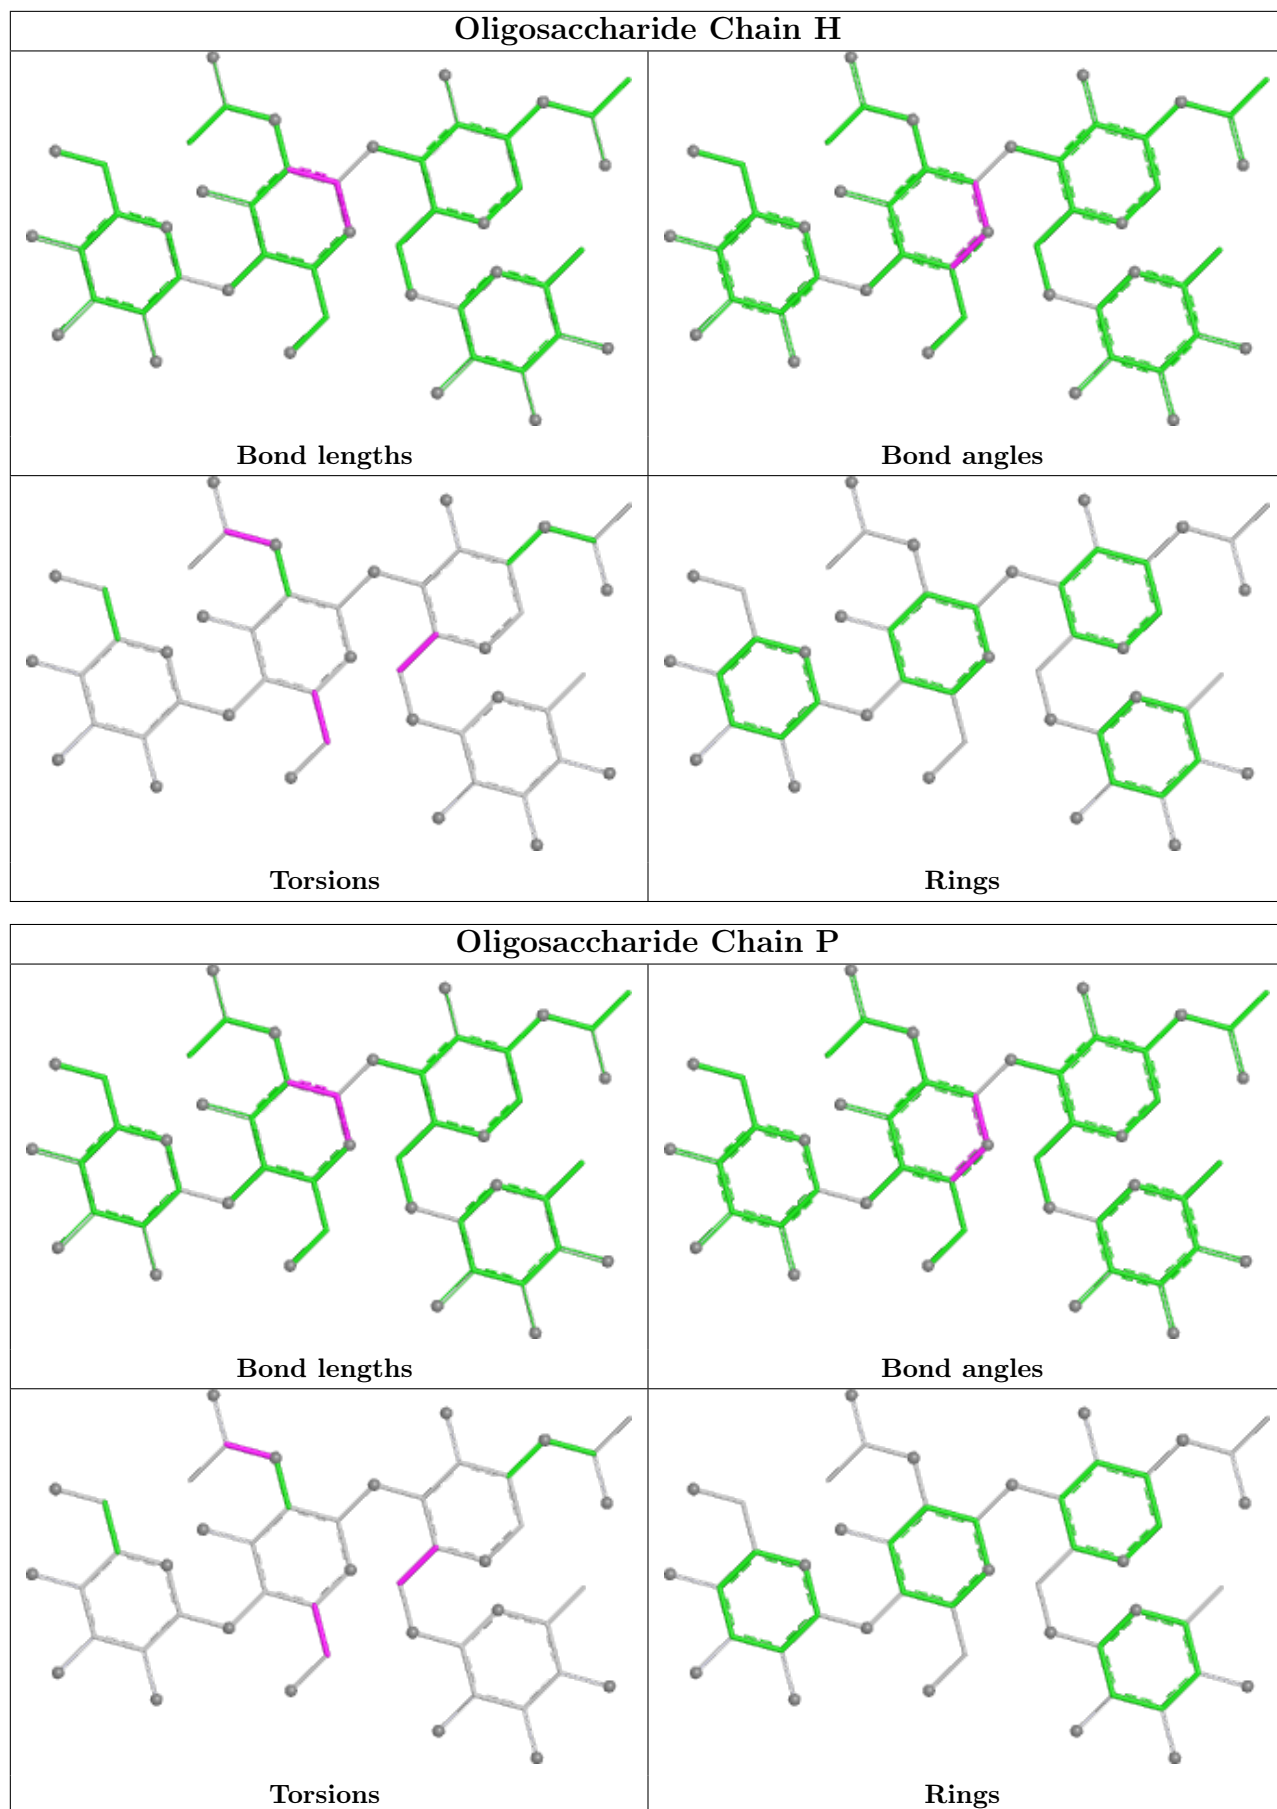 Oligosaccharide Chain H
Bond lengths
Bond angles
Torsions
Rings
Oligosaccharide Chain P
Bond lengths
Bond angles
Torsions
Rings